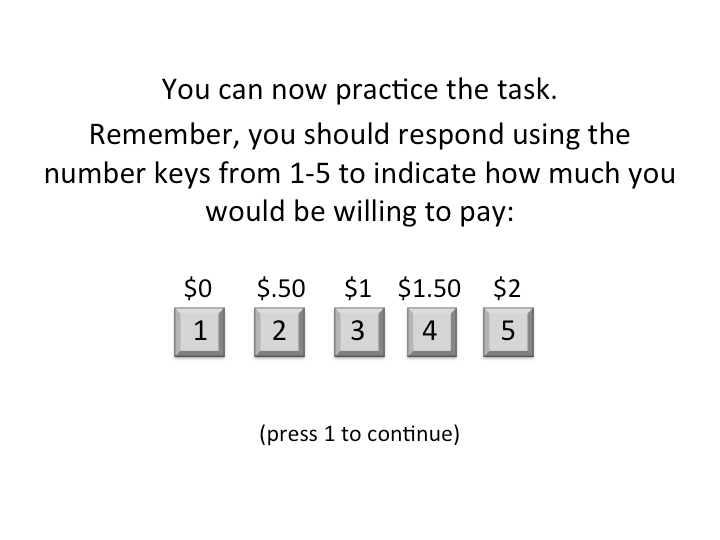 You can now practice the task.
Remember, you should respond using the
number keys from 1-5 to indicate how much you
would be willing to pay:
$0 $.50 $1 $1.50 $2
1 2 3 4 5
(press 1 to continue)